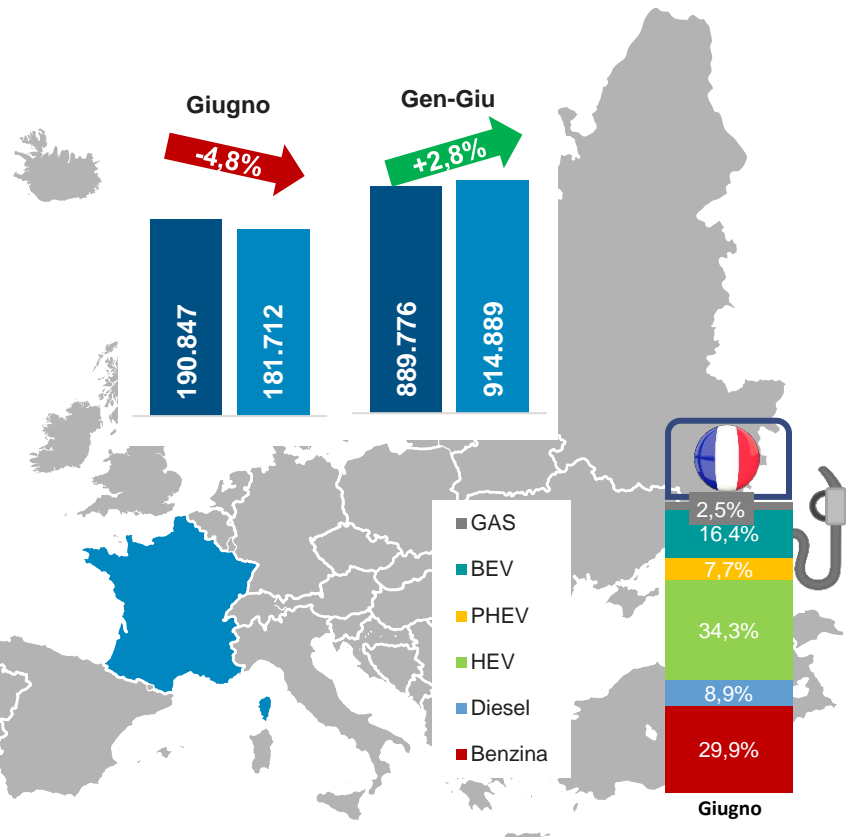 Giugno
-4,8%
190.847
181.712
Gen-Giu
+2,8%
889.776
914.889
GAS
BEV
PHEV
HEV
Diesel
Benzina
2,5%
16,4%
7,7%
34,3%
8,9%
29,9%
Giugno